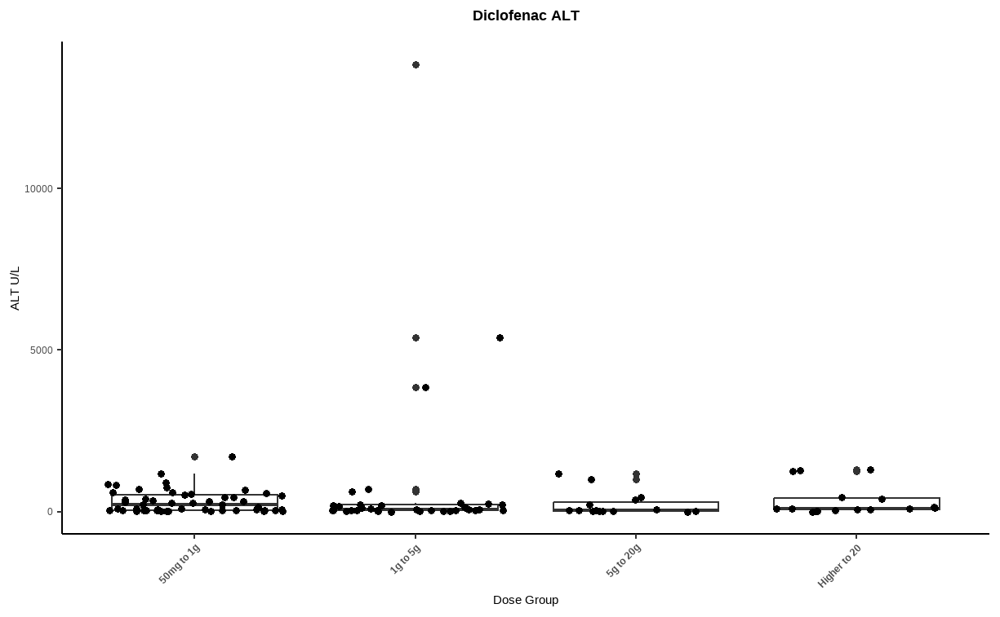 Diclofenac ALT
10000
5000
0
ALT U/L
50mg to 1g
1g to 5g
5g to 20g
Higher to 20
Dose Group